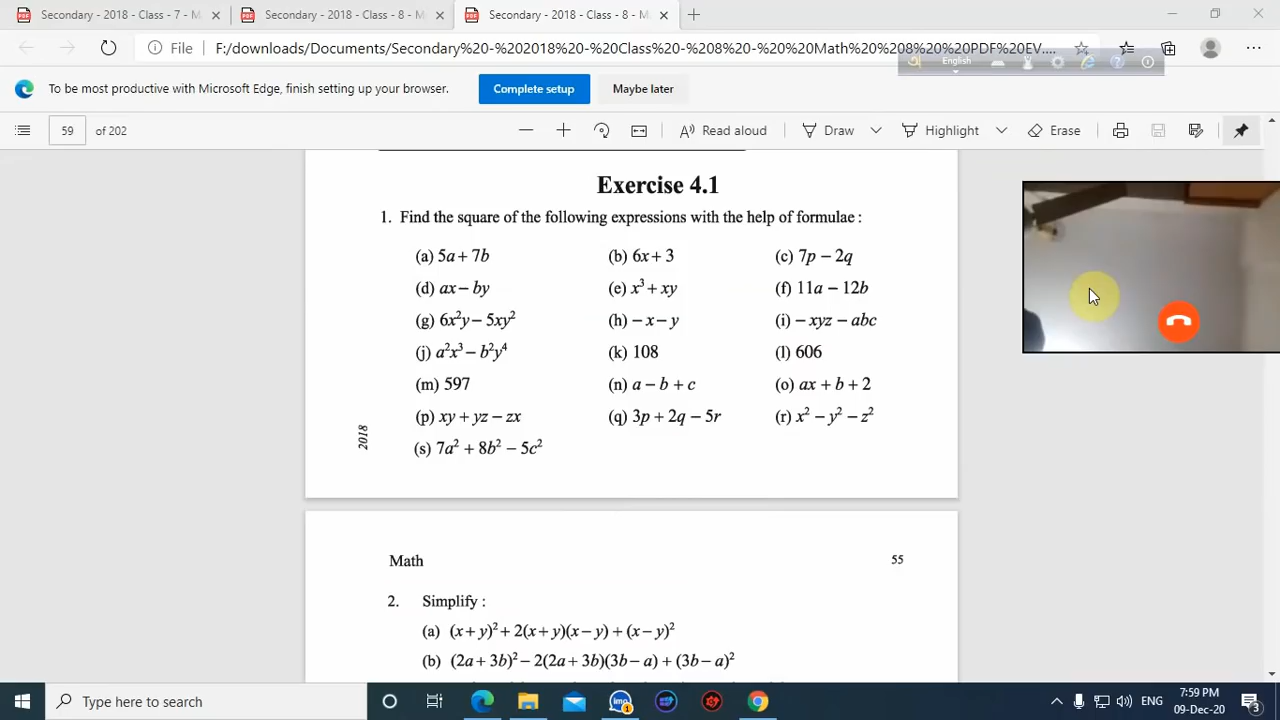 Secondary - 2018 - Class - 7 - M
Secondary - 2018 - Class - 8 - M
Secondary - 2018 - Class - 8 - M
File
F:/downloads/Documents/Secondary%20-%202018%20-%20Class%20-%208%20-%20%20Math%20%208%20%20PDF%20EV....
English
To be most productive with Microsoft Edge, finish setting up your browser.
Complete setup
Maybe later
59 of 202
Read aloud
Draw
Highlight
Erase
Exercise 4.1
1. Find the square of the following expressions with the help of formulae :
(a) 5a + 7b (b) 6x + 3 (c) 7p − 2q
(d) ax − by (e) x³ + xy (f) 11a − 12b
(g) 6x²y − 5xy² (h) − x − y (i) − xyz − abc
(j) a²x³ − b²y⁴ (k) 108 (l) 606
(m) 597 (n) a − b + c (o) ax + b + 2
(p) xy + yz − zx (q) 3p + 2q − 5r (r) x² − y² − z²
(s) 7a² + 8b² − 5c²
2018
Math 55
2. Simplify :
(a) (x + y)² + 2(x + y)(x − y) + (x − y)²
(b) (2a + 3b)² − 2(2a + 3b)(3b − a) + (3b − a)²
Type here to search
imo
1
ENG
7:59 PM
09-Dec-20
3